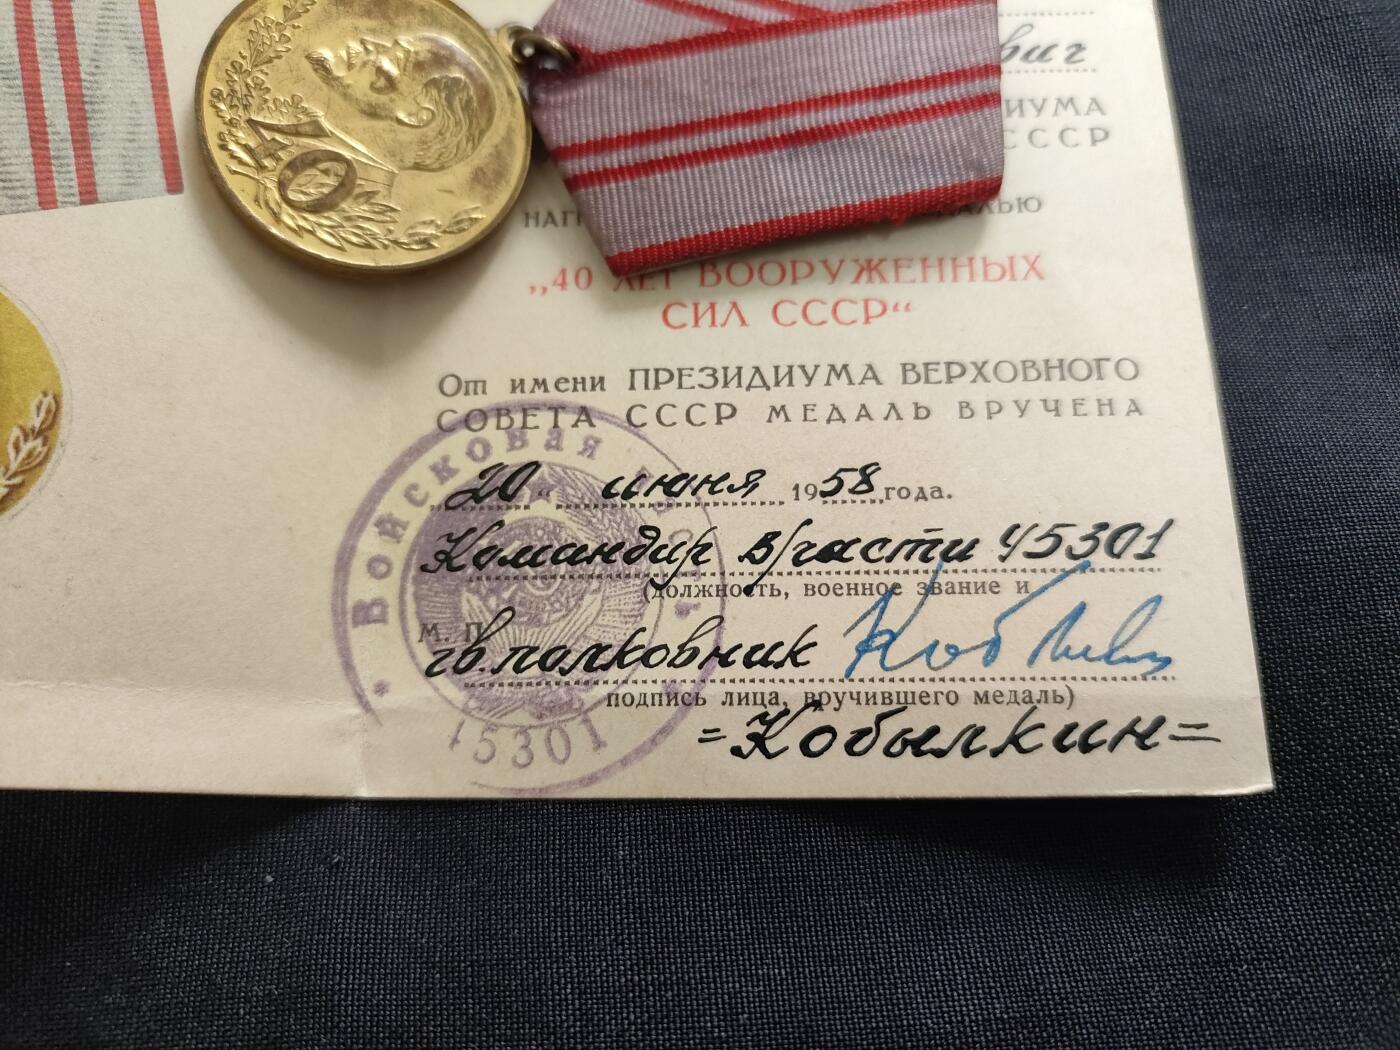 вич
ИУМА
СССР
„40 ЛЕТ ВООРУЖЕННЫХ
СИЛ СССР“
От имени ПРЕЗИДИУМА ВЕРХОВНОГО
СОВЕТА СССР МЕДАЛЬ ВРУЧЕНА
20 “ июня 1958 года.
Командир в/части 45301
(должность, военное звание и
М. П.
гв. полковник
подпись лица, вручившего медаль)
=Кобылкин=
Войсковая
45301
40